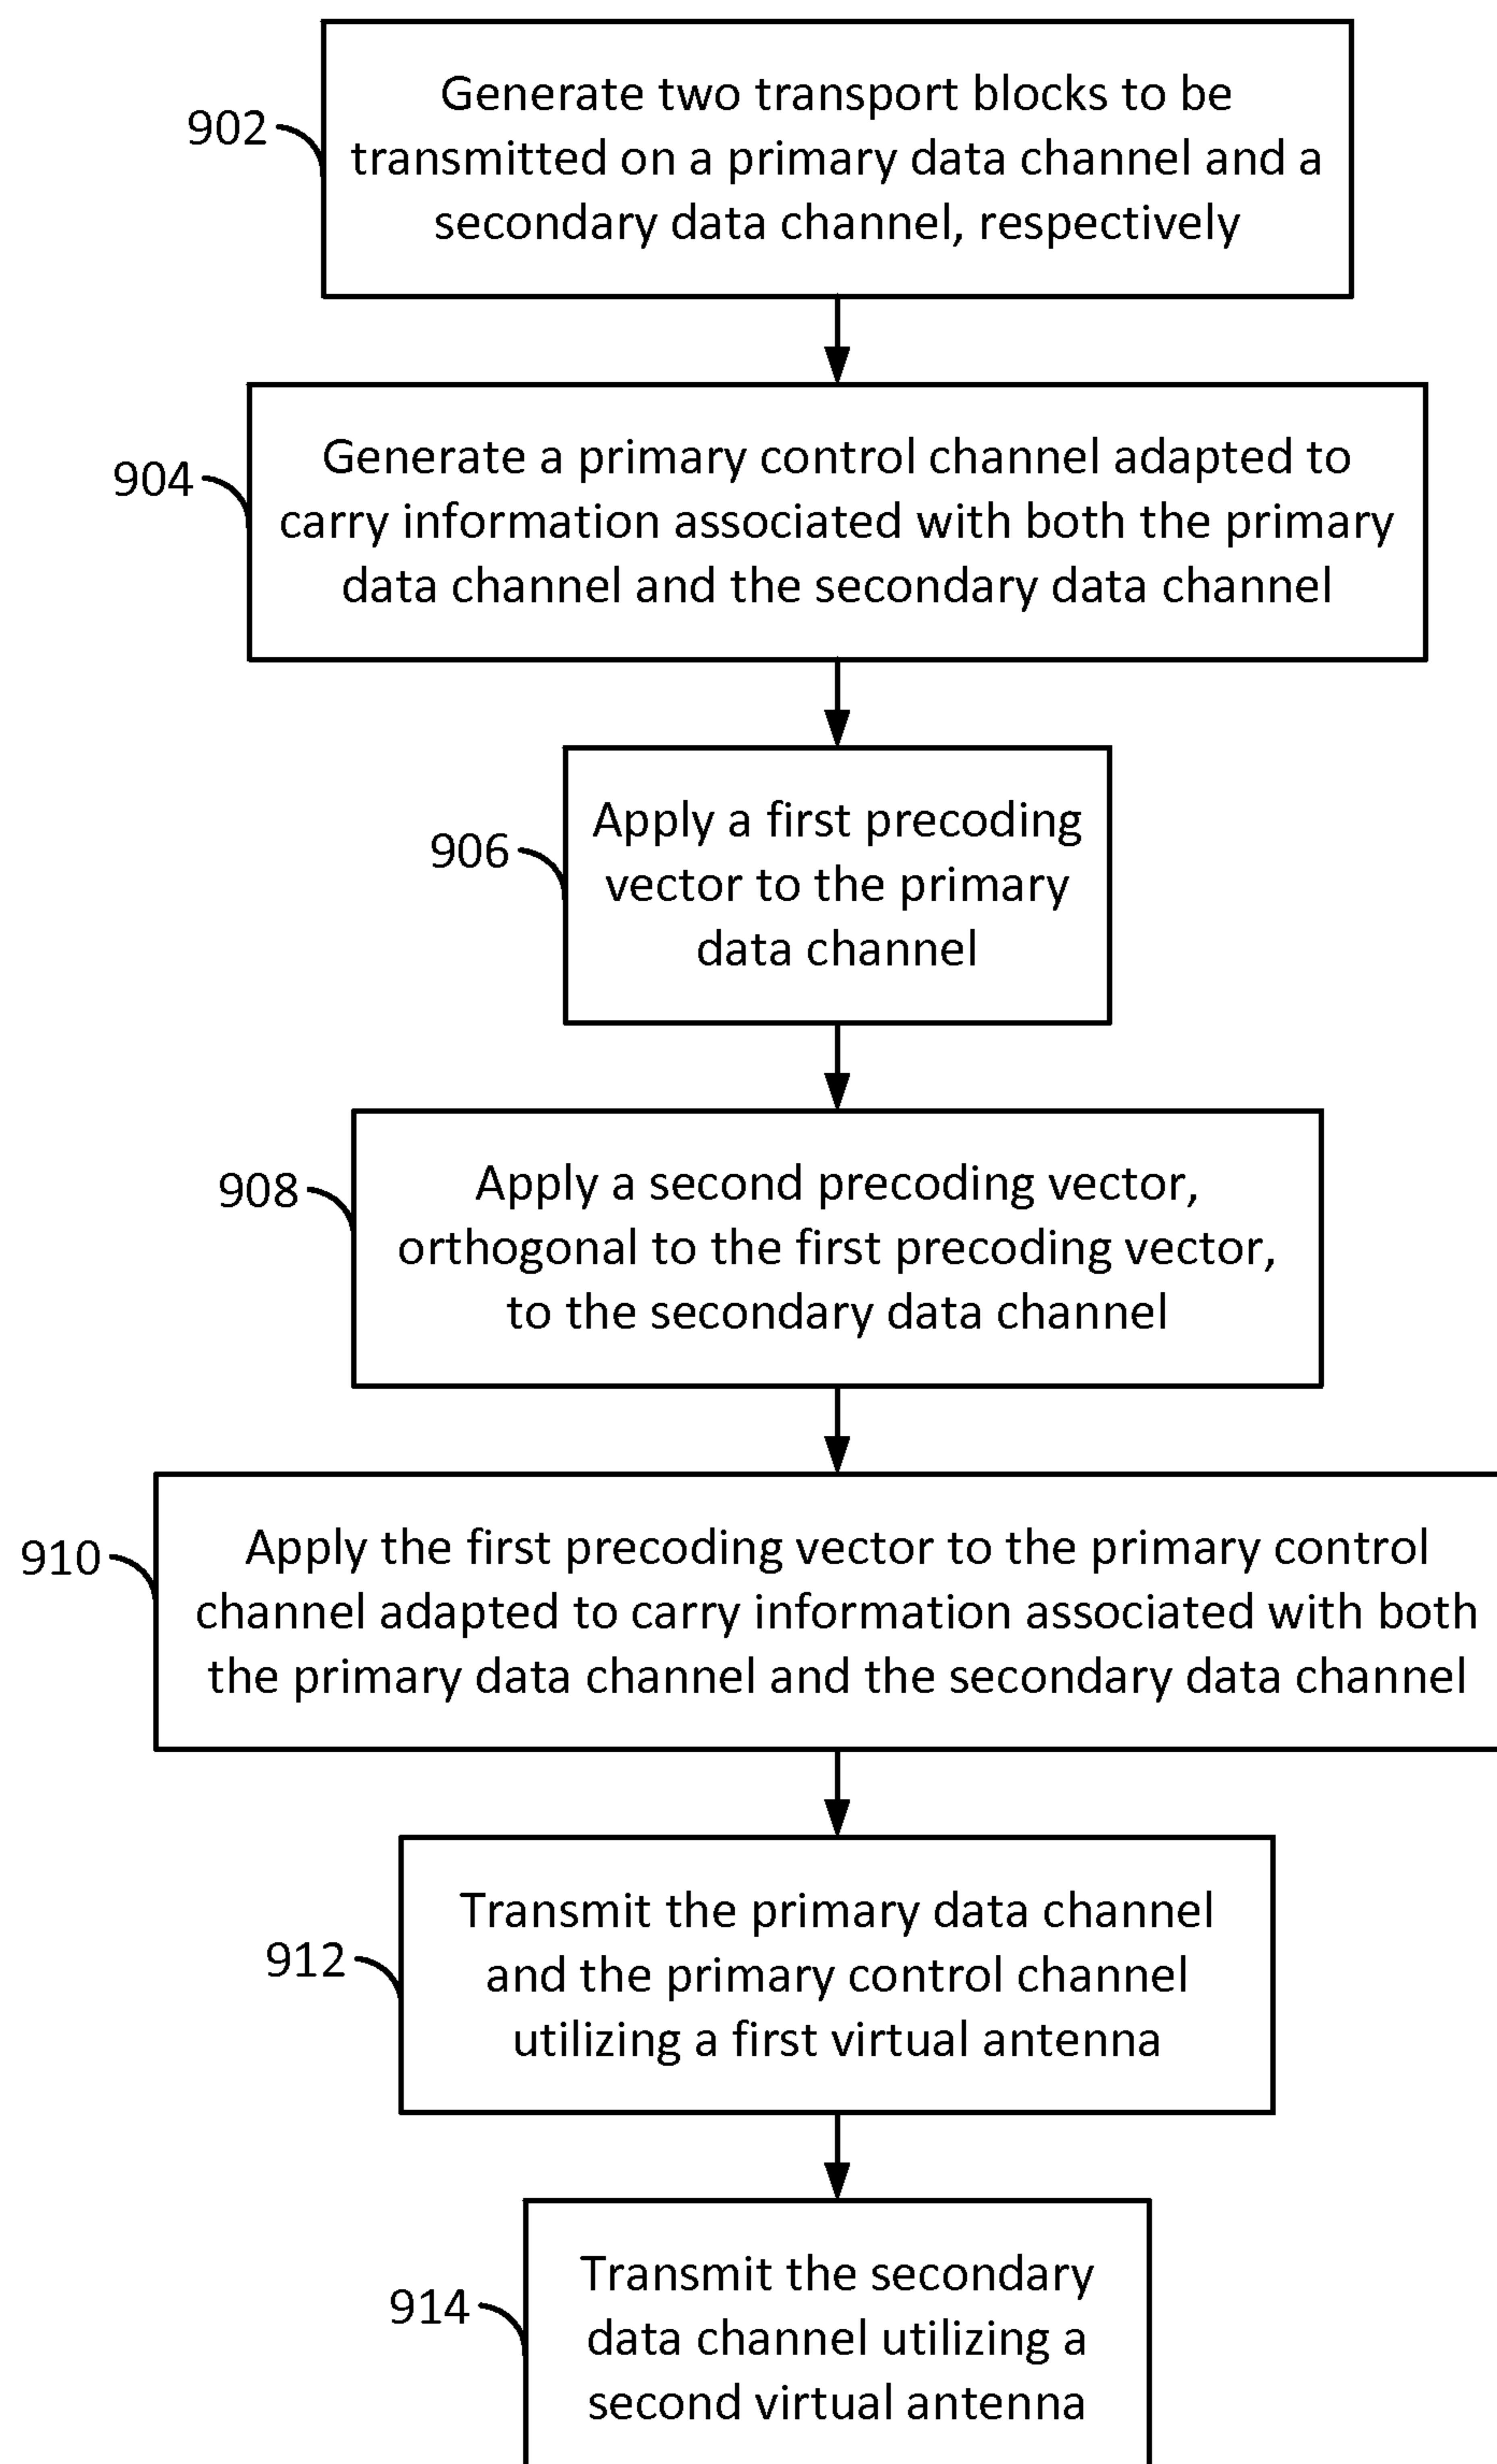 902
Generate two transport blocks to be
transmitted on a primary data channel and a
secondary data channel, respectively
904
Generate a primary control channel adapted to
carry information associated with both the primary
data channel and the secondary data channel
906
Apply a first precoding
vector to the primary
data channel
908
Apply a second precoding vector,
orthogonal to the first precoding vector,
to the secondary data channel
910
Apply the first precoding vector to the primary control
channel adapted to carry information associated with both
the primary data channel and the secondary data channel
912
Transmit the primary data channel
and the primary control channel
utilizing a first virtual antenna
914
Transmit the secondary
data channel utilizing a
second virtual antenna